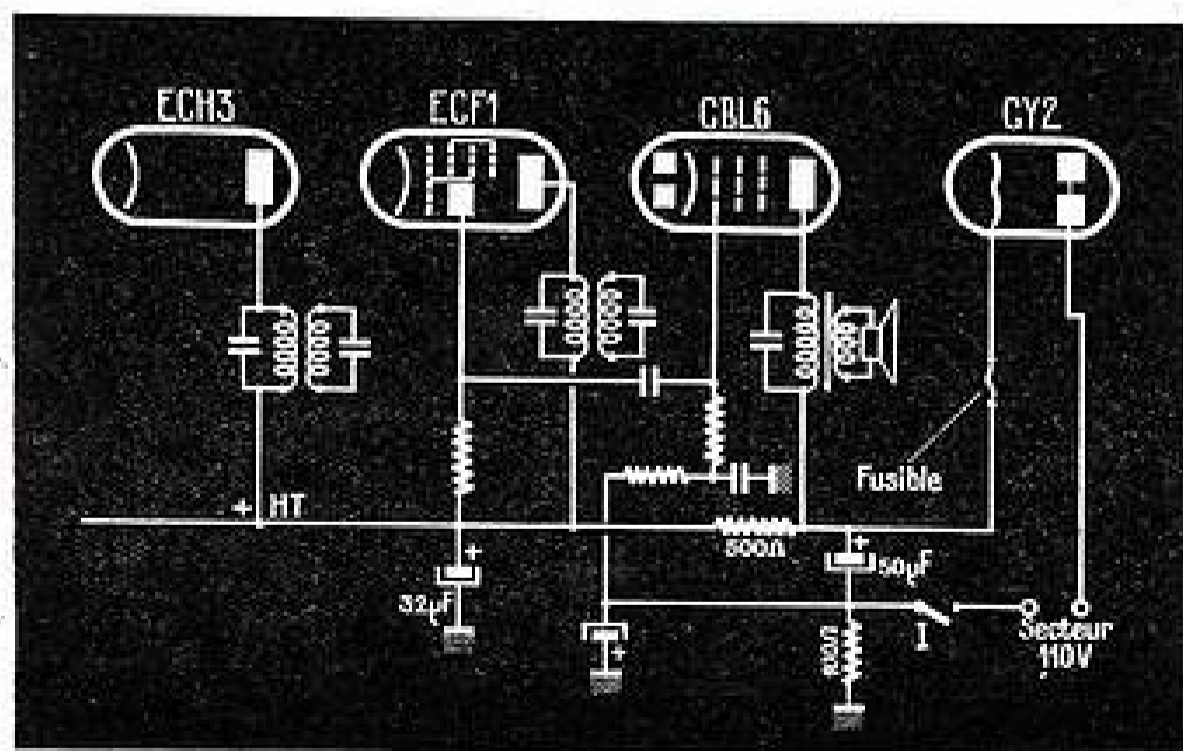 ECH3
ECF1
CBL6
CY2
Fusible
+ HT
500Ω
+
50µF
+
32µF
+
I
Secteur
110V